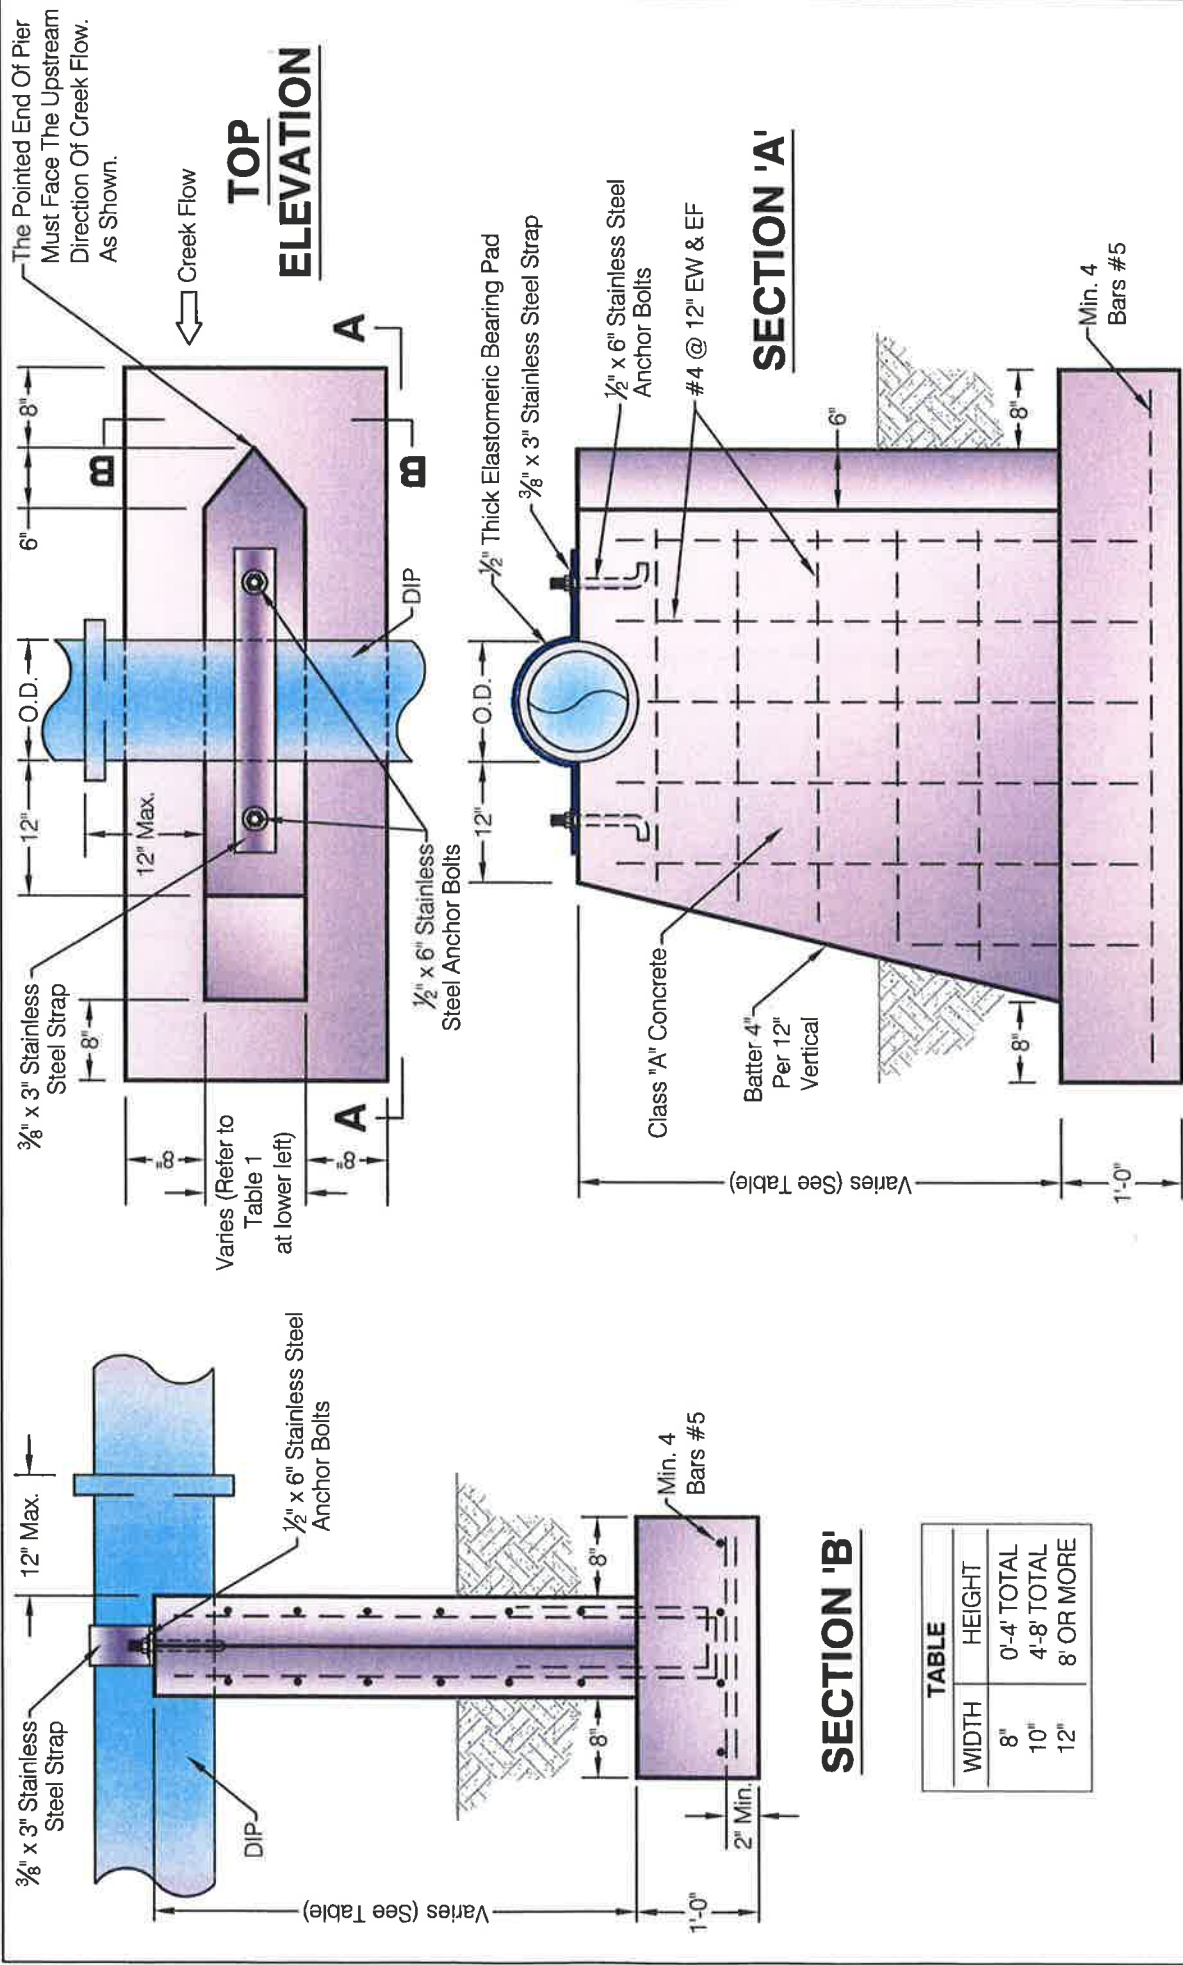 3/8" x 3" Stainless
Steel Strap
12" Max.
DIP
1/2" x 6" Stainless Steel
Anchor Bolts
Varies (See Table)
8"
8"
Min. 4
Bars #5
2" Min.
1'-0"
SECTION 'B'
TABLE
WIDTH HEIGHT
8" 0'-4' TOTAL
10" 4'-8' TOTAL
12" 8' OR MORE
3/8" x 3" Stainless
Steel Strap
12"
O.D.
6"
8"
12" Max.
8"
8"
8"
Varies (Refer to
Table 1
at lower left)
A
A
B
B
1/2" x 6" Stainless
Steel Anchor Bolts
DIP
The Pointed End Of Pier
Must Face The Upstream
Direction Of Creek Flow.
As Shown.
Creek Flow
TOP
ELEVATION
12"
O.D.
1/2" Thick Elastomeric Bearing Pad
3/8" x 3" Stainless Steel Strap
1/2" x 6" Stainless Steel
Anchor Bolts
#4 @ 12" EW & EF
SECTION 'A'
Class "A" Concrete
Batter 4"
Per 12"
Vertical
6"
8"
8"
Varies (See Table)
1'-0"
Min. 4
Bars #5